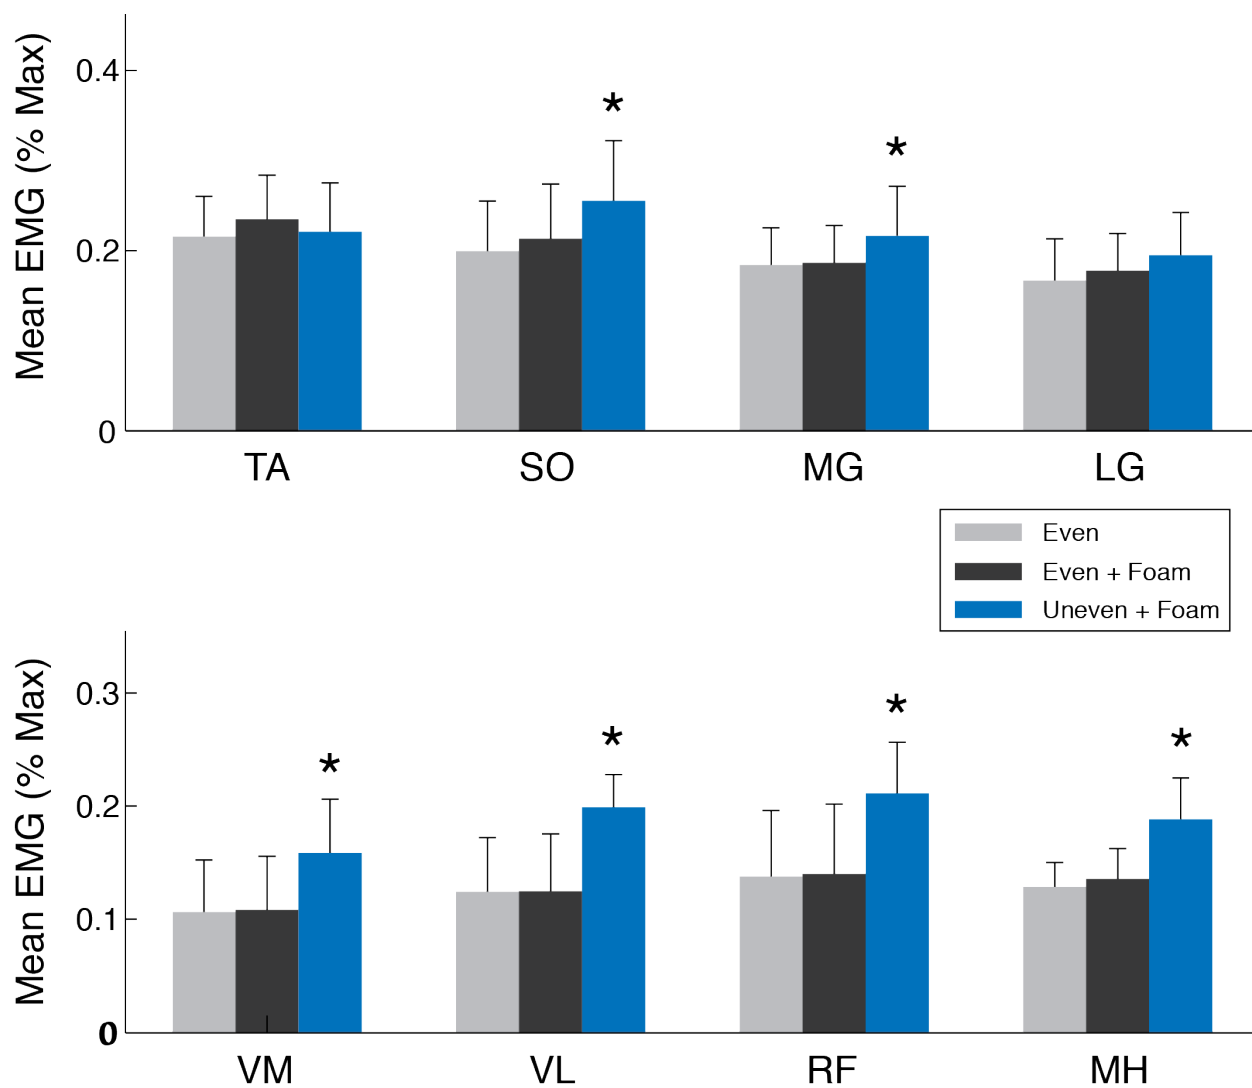 Mean EMG (% Max)
0.4
0.2
0
*
*
TA SO MG LG
Even
Even + Foam
Uneven + Foam
Mean EMG (% Max)
0.3
0.2
0.1
0
*
*
*
*
VM VL RF MH